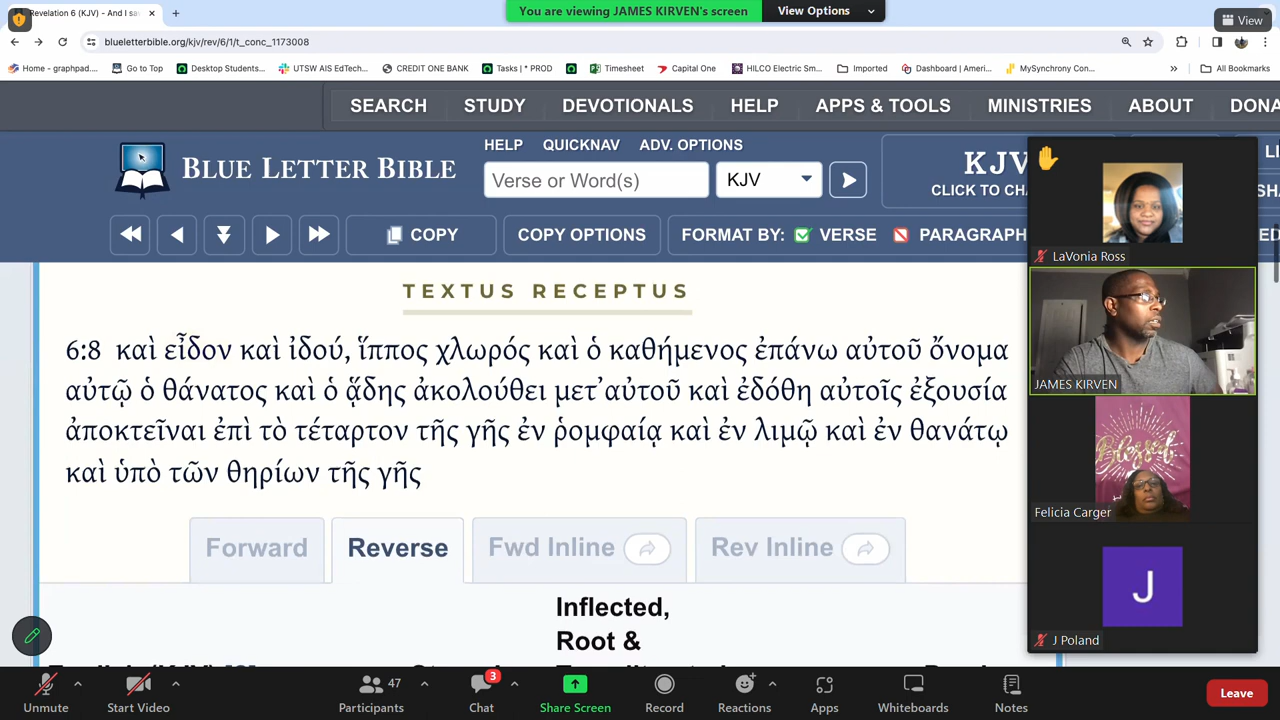 Revelation 6 (KJV) - And I sa
You are viewing JAMES KIRVEN's screen
View Options
View
blueletterbible.org/kjv/rev/6/1/t_conc_1173008
Home - graphpad....
Go to Top
Desktop Students...
UTSW AIS EdTech...
CREDIT ONE BANK
Tasks | * PROD
Timesheet
Capital One
HILCO Electric Sm...
Imported
Dashboard | Ameri...
MySynchrony Con...
»
All Bookmarks
SEARCH STUDY DEVOTIONALS HELP APPS & TOOLS MINISTRIES ABOUT DONA
BLUE LETTER BIBLE
HELP QUICKNAV ADV. OPTIONS
Verse or Word(s)
KJV
KJV
CLICK TO CHA
LI
SHA
COPY
COPY OPTIONS
FORMAT BY: VERSE PARAGRAPH
ED
TEXTUS RECEPTUS
6:8 καὶ εἶδον καὶ ἰδού, ἵππος χλωρός καὶ ὁ καθήμενος ἐπάνω αὐτοῦ ὄνομα
αὐτῷ ὁ θάνατος καὶ ὁ ᾅδης ἀκολούθει μετ᾽αὐτοῦ καὶ ἐδόθη αὐτοῖς ἐξουσία
ἀποκτεῖναι ἐπὶ τὸ τέταρτον τῆς γῆς ἐν ῥομφαίᾳ καὶ ἐν λιμῷ καὶ ἐν θανάτῳ
καὶ ὑπὸ τῶν θηρίων τῆς γῆς
Forward
Reverse
Fwd Inline
Rev Inline
Inflected,
Root &
LaVonia Ross
JAMES KIRVEN
Blessed
Felicia Carger
J
J Poland
Unmute
Start Video
47
Participants
3
Chat
Share Screen
Record
Reactions
Apps
Whiteboards
Notes
Leave